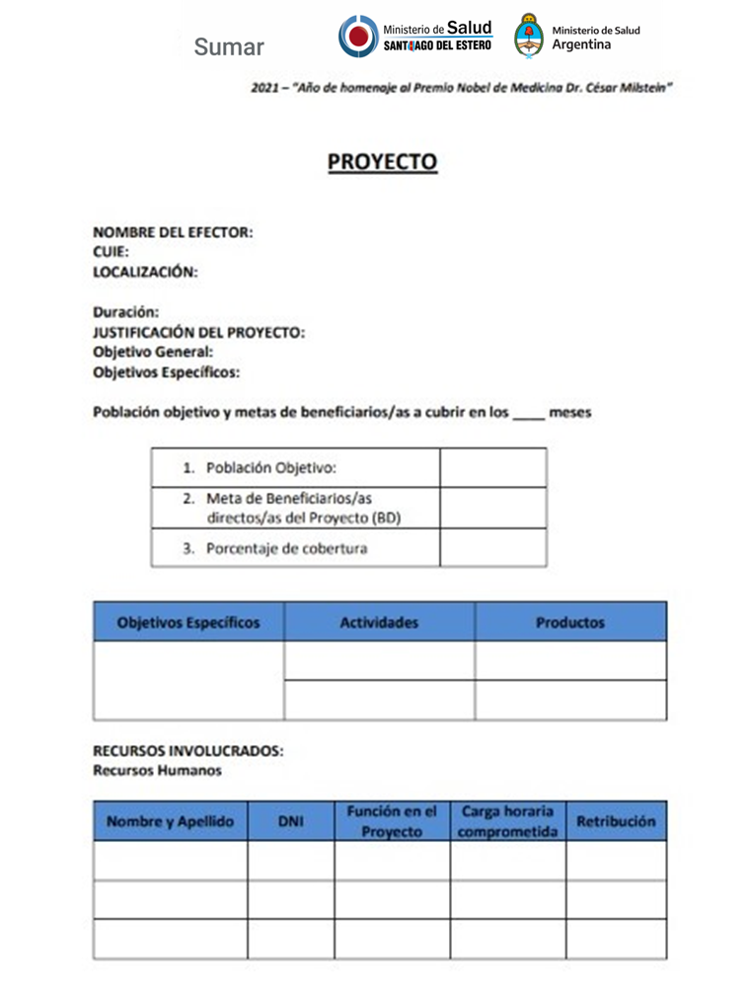 Sumar
Ministerio de Salud
SANTIAGO DEL ESTERO
Ministerio de Salud
Argentina
2021 – "Año de homenaje al Premio Nobel de Medicina Dr. César Milstein"
PROYECTO
NOMBRE DEL EFECTOR:
CUIE:
LOCALIZACIÓN:
Duración:
JUSTIFICACIÓN DEL PROYECTO:
Objetivo General:
Objetivos Específicos:
Población objetivo y metas de beneficiarios/as a cubrir en los ____ meses
1. Población Objetivo:
2. Meta de Beneficiarios/as
directos/as del Proyecto (BD)
3. Porcentaje de cobertura
Objetivos Específicos Actividades Productos
RECURSOS INVOLUCRADOS:
Recursos Humanos
Nombre y Apellido DNI Función en el Proyecto Carga horaria comprometida Retribución